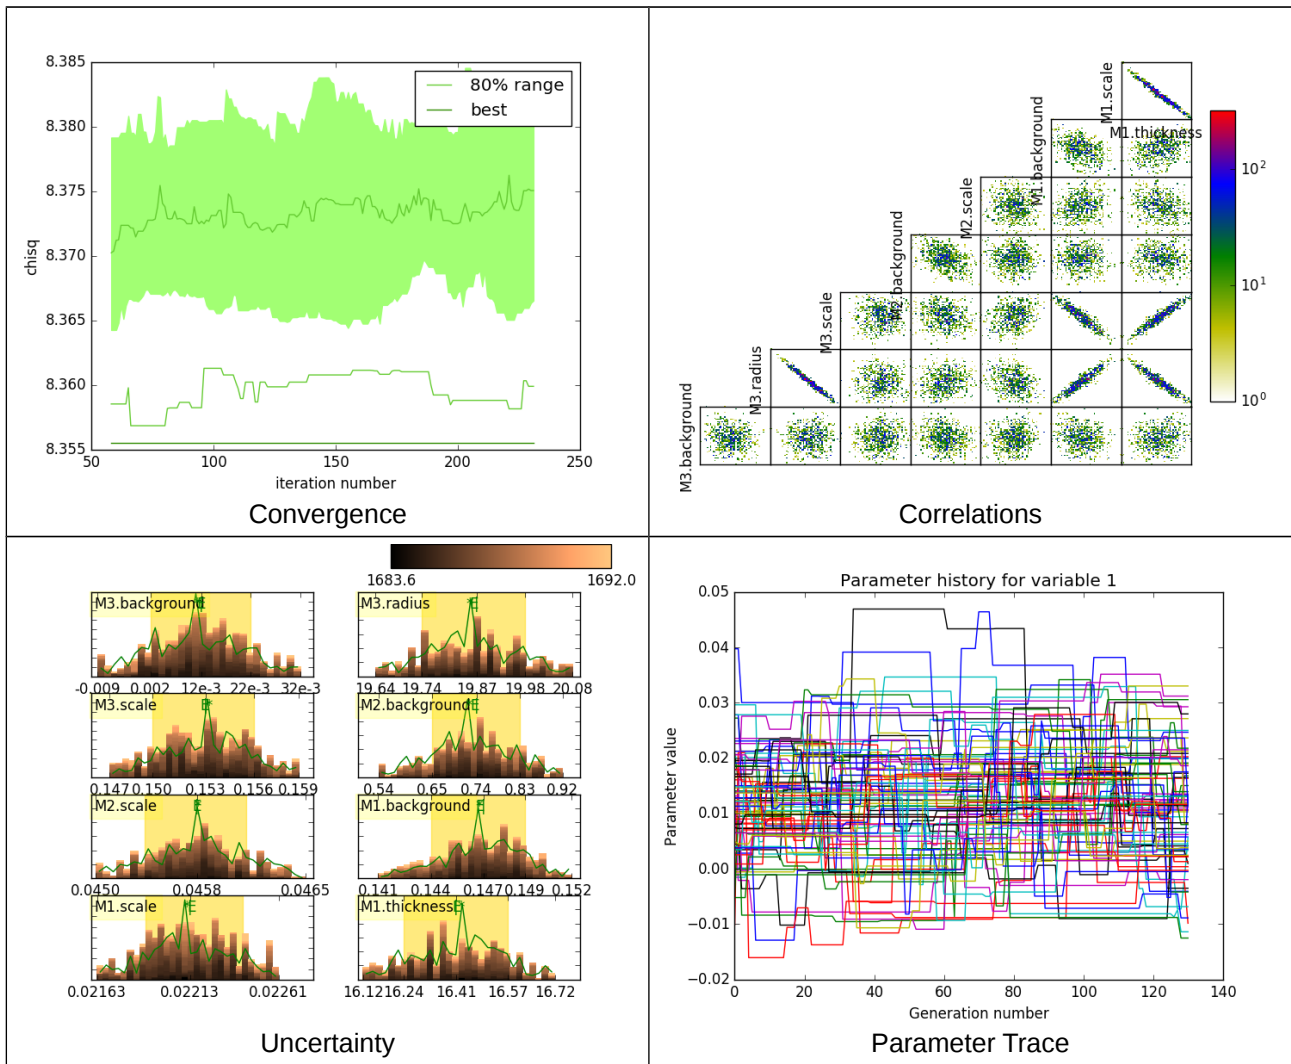 8.385
8.380
8.375
8.370
8.365
8.360
8.355
50
100
150
200
250
chisq
iteration number
80% range
best
Convergence
M1.scale
M1.thickness
M1.background
M2.scale
M2.background
M3.scale
M3.radius
M3.background
10^2
10^1
10^0
Correlations
1683.6
1692.0
M3.background
E
-0.009 0.002 12e-3 22e-3 32e-3
M3.radius
*E
19.64 19.74 19.87 19.98 20.08
M3.scale
E*
0.147 0.150 0.153 0.156 0.159
M2.background
*E
0.54 0.65 0.74 0.83 0.92
M2.scale
E
0.0450 0.0458 0.0465
M1.background
E
0.141 0.144 0.147 0.149 0.152
M1.scale
*E
0.02163 0.02213 0.02261
M1.thickness
E*
16.12 16.24 16.41 16.57 16.72
Uncertainty
Parameter history for variable 1
0.05
0.04
0.03
0.02
0.01
0.00
−0.01
−0.02
0 20 40 60 80 100 120 140
Parameter value
Generation number
Parameter Trace